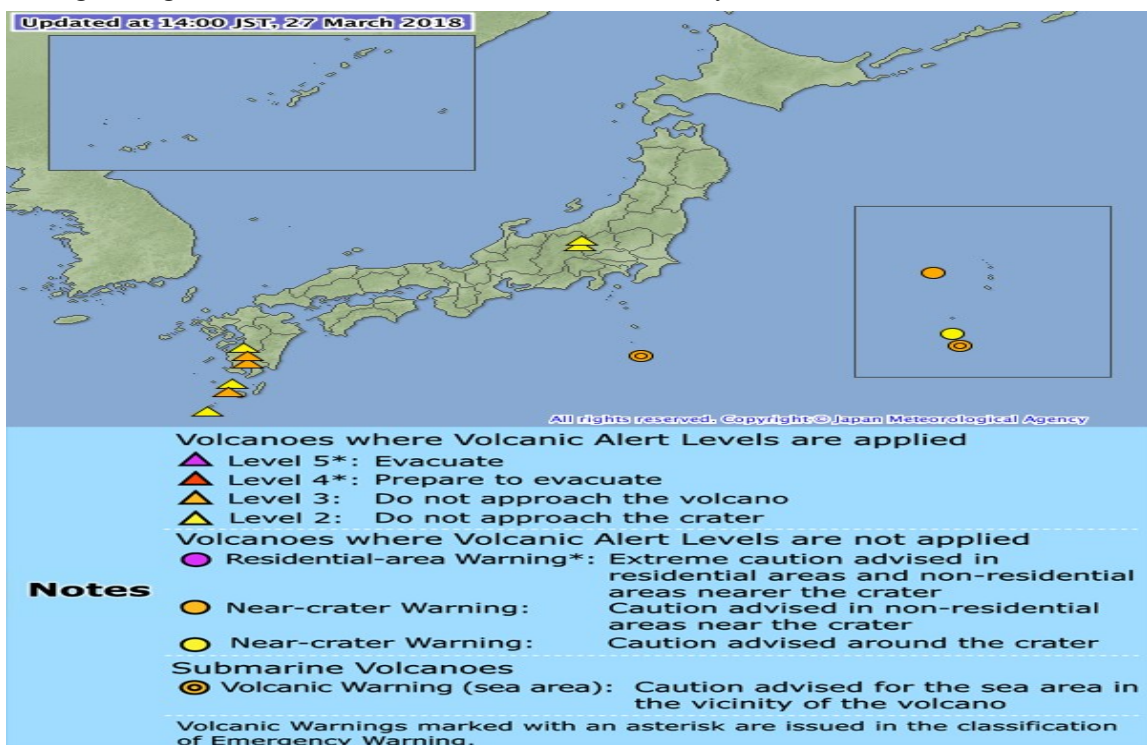 Updated at 14:00 JST, 27 March 2018
All rights reserved. Copyright © Japan Meteorological Agency
Volcanoes where Volcanic Alert Levels are applied
Level 5*: Evacuate
Level 4*: Prepare to evacuate
Level 3: Do not approach the volcano
Level 2: Do not approach the crater
Volcanoes where Volcanic Alert Levels are not applied
Notes
Residential-area Warning*: Extreme caution advised in
residential areas and non-residential
areas nearer the crater
Near-crater Warning: Caution advised in non-residential
areas near the crater
Near-crater Warning: Caution advised around the crater
Submarine Volcanoes
Volcanic Warning (sea area): Caution advised for the sea area in
the vicinity of the volcano
Volcanic Warnings marked with an asterisk are issued in the classification
of Emergency Warning.